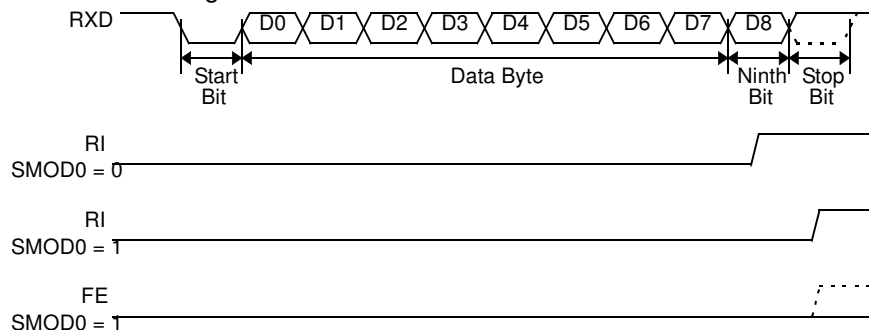 RXD D0 D1 D2 D3 D4 D5 D6 D7 D8
Start Data Byte Ninth Stop
Bit Bit Bit
RI
SMOD0 = 0
RI
SMOD0 = 1
FE
SMOD0 = 1